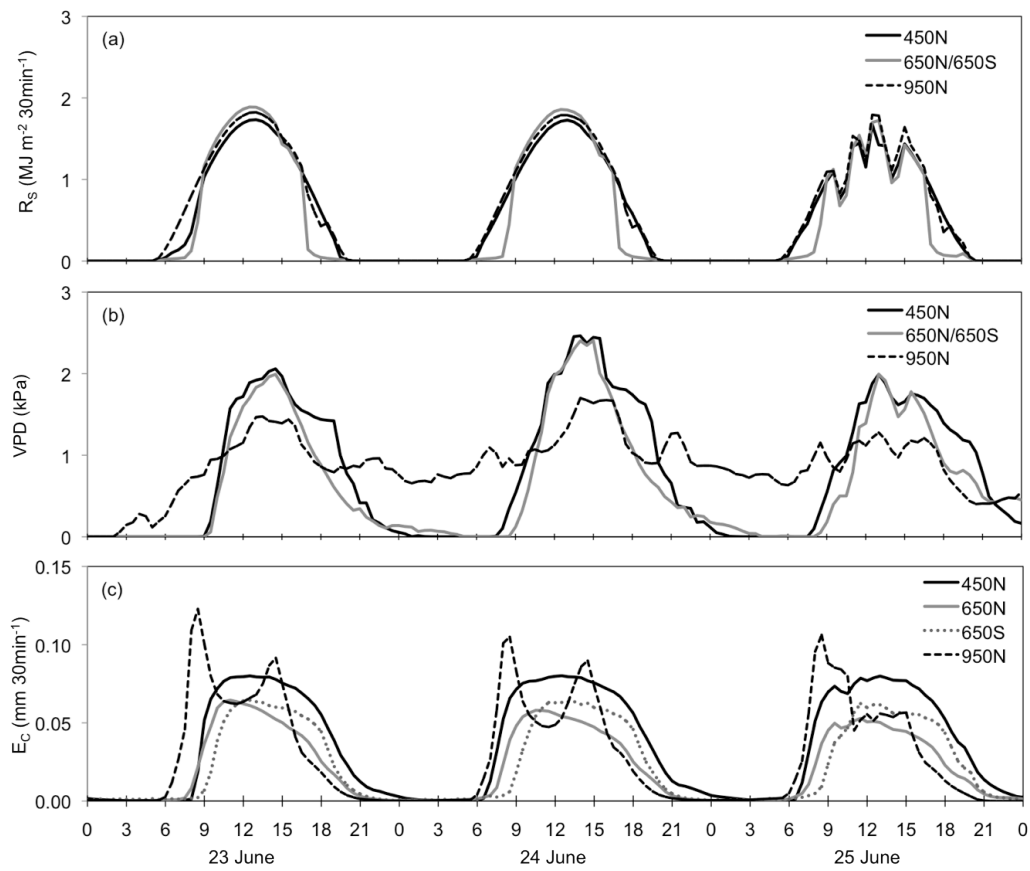 3
2
1
0
R_S (MJ m⁻² 30min⁻¹)
(a)
450N
650N/650S
950N
3
2
1
0
VPD (kPa)
(b)
450N
650N/650S
950N
0.15
0.10
0.05
0.00
E_C (mm 30min⁻¹)
(c)
450N
650N
650S
950N
0 3 6 9 12 15 18 21 0 3 6 9 12 15 18 21 0 3 6 9 12 15 18 21 0
23 June 24 June 25 June